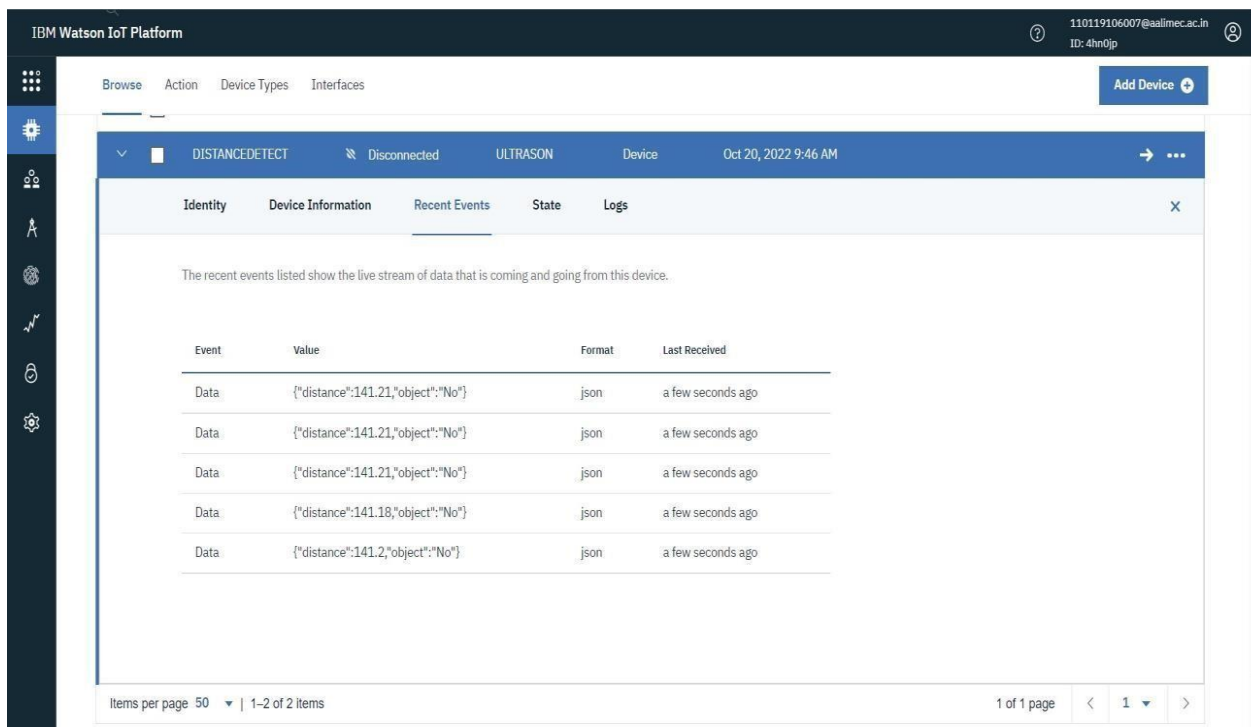 IBM Watson IoT Platform
110119106007@aalimec.ac.in
ID: 4hn0jp
Browse Action Device Types Interfaces
Add Device
DISTANCEDETECT Disconnected ULTRASON Device Oct 20, 2022 9:46 AM
Identity Device Information Recent Events State Logs
The recent events listed show the live stream of data that is coming and going from this device.
Event Value Format Last Received
Data {"distance":141.21,"object":"No"} json a few seconds ago
Data {"distance":141.21,"object":"No"} json a few seconds ago
Data {"distance":141.21,"object":"No"} json a few seconds ago
Data {"distance":141.18,"object":"No"} json a few seconds ago
Data {"distance":141.2,"object":"No"} json a few seconds ago
Items per page 50 | 1–2 of 2 items 1 of 1 page < 1 >